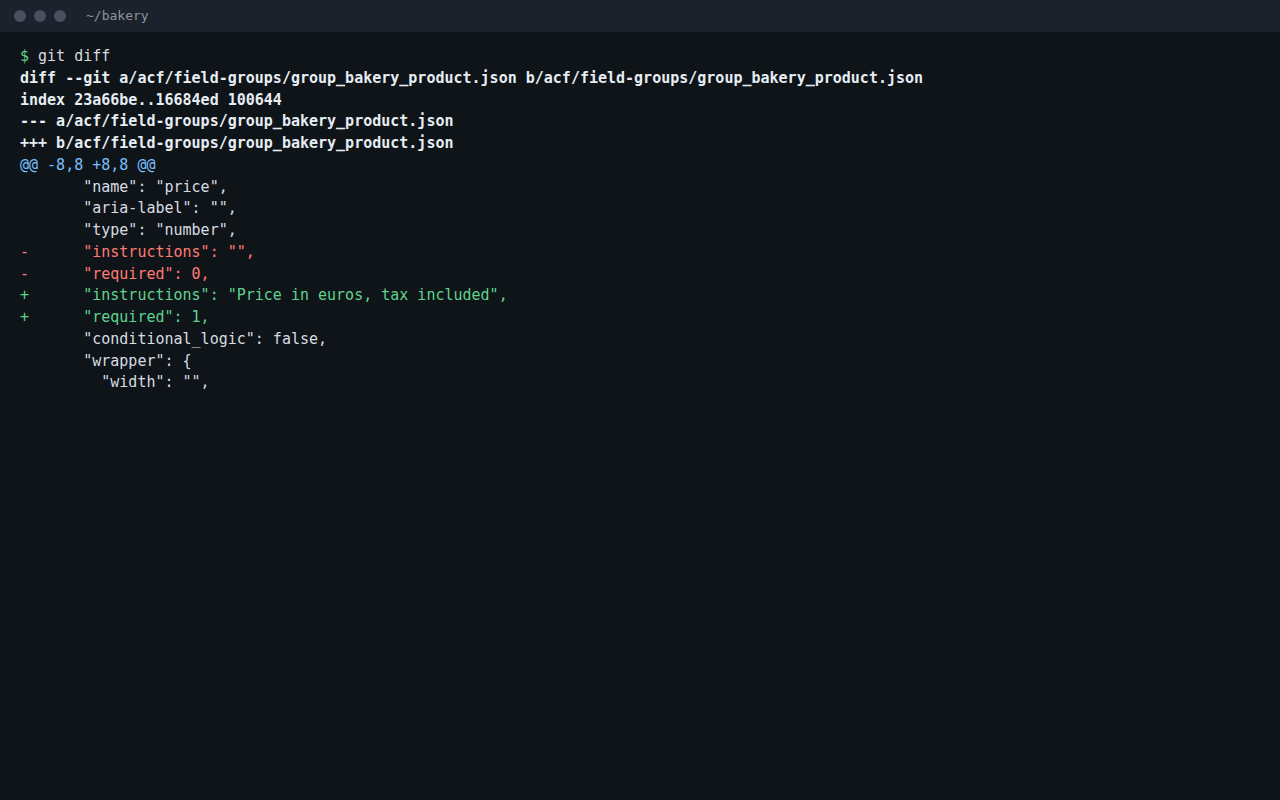 ~/bakery
$ git diff
diff --git a/acf/field-groups/group_bakery_product.json b/acf/field-groups/group_bakery_product.json
index 23a66be..16684ed 100644
--- a/acf/field-groups/group_bakery_product.json
+++ b/acf/field-groups/group_bakery_product.json
@@ -8,8 +8,8 @@
       "name": "price",
       "aria-label": "",
       "type": "number",
-      "instructions": "",
-      "required": 0,
+      "instructions": "Price in euros, tax included",
+      "required": 1,
       "conditional_logic": false,
       "wrapper": {
         "width": "",